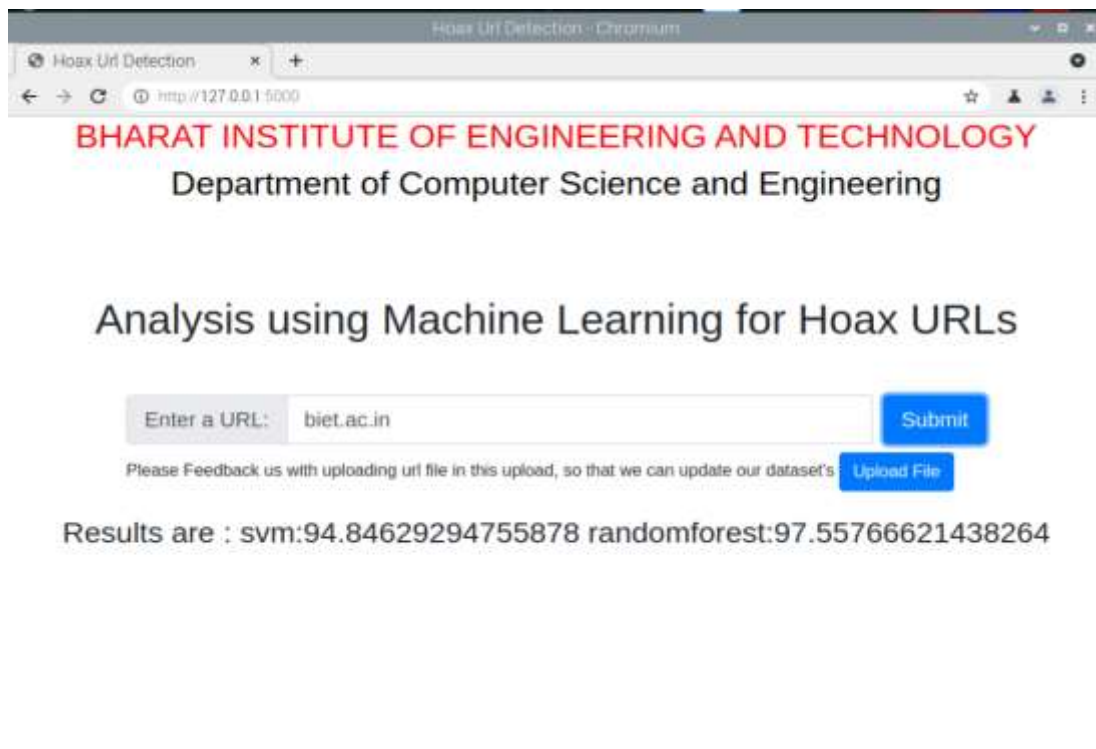 Hoax Url Detection - Chromium
Hoax Url Detection
http://127.0.0.1:5000
BHARAT INSTITUTE OF ENGINEERING AND TECHNOLOGY
Department of Computer Science and Engineering
Analysis using Machine Learning for Hoax URLs
Enter a URL: biet.ac.in Submit
Please Feedback us with uploading url file in this upload, so that we can update our dataset's Upload File
Results are : svm:94.84629294755878 randomforest:97.55766621438264